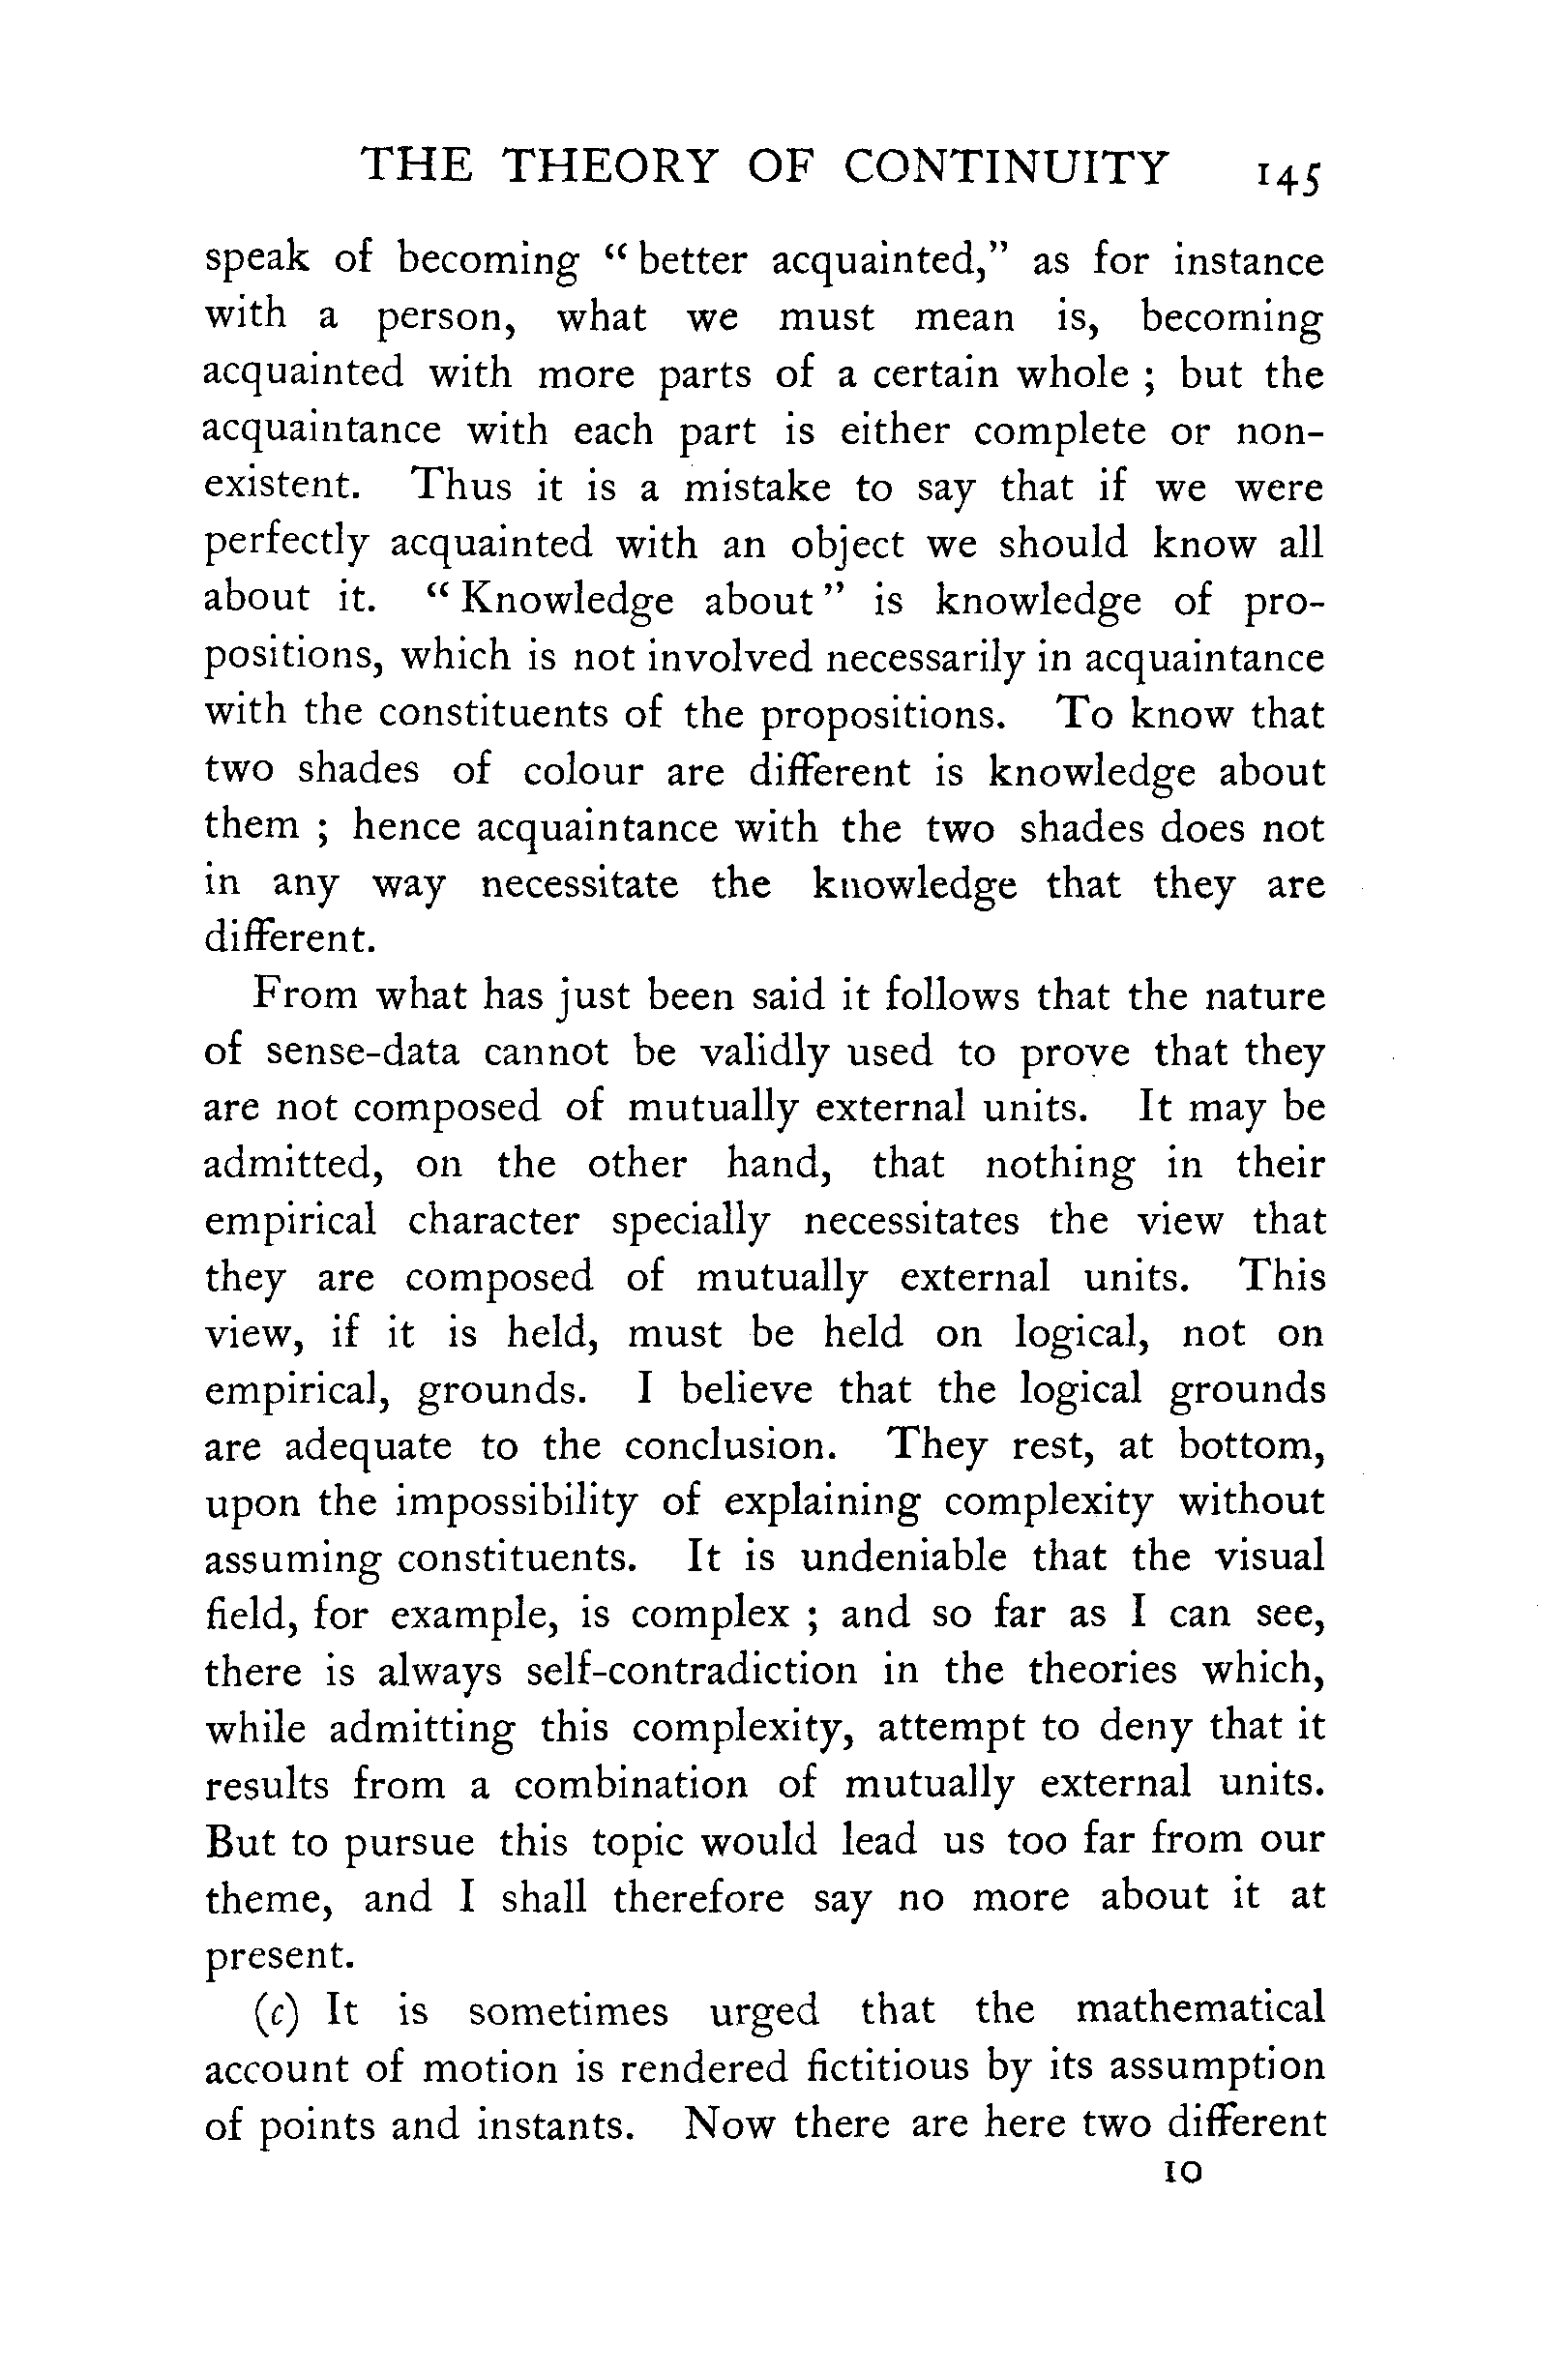 THE THEORY OF CONTINUITY 145
speak of becoming “better acquainted,” as for instance
with a person, what we must mean is, becoming
acquainted with more parts of a certain whole ; but the
acquaintance with each part is either complete or non-
existent. Thus it is a mistake to say that if we were
perfectly acquainted with an object we should know all
about it. “Knowledge about” is knowledge of pro-
positions, which is not involved necessarily in acquaintance
with the constituents of the propositions. To know that
two shades of colour are different is knowledge about
them ; hence acquaintance with the two shades does not
in any way necessitate the knowledge that they are
different.
From what has just been said it follows that the nature
of sense-data cannot be validly used to prove that they
are not composed of mutually external units. It may be
admitted, on the other hand, that nothing in their
empirical character specially necessitates the view that
they are composed of mutually external units. This
view, if it is held, must be held on logical, not on
empirical, grounds. I believe that the logical grounds
are adequate to the conclusion. They rest, at bottom,
upon the impossibility of explaining complexity without
assuming constituents. It is undeniable that the visual
field, for example, is complex ; and so far as I can see,
there is always self-contradiction in the theories which,
while admitting this complexity, attempt to deny that it
results from a combination of mutually external units.
But to pursue this topic would lead us too far from our
theme, and I shall therefore say no more about it at
present.
(c) It is sometimes urged that the mathematical
account of motion is rendered fictitious by its assumption
of points and instants. Now there are here two different
10